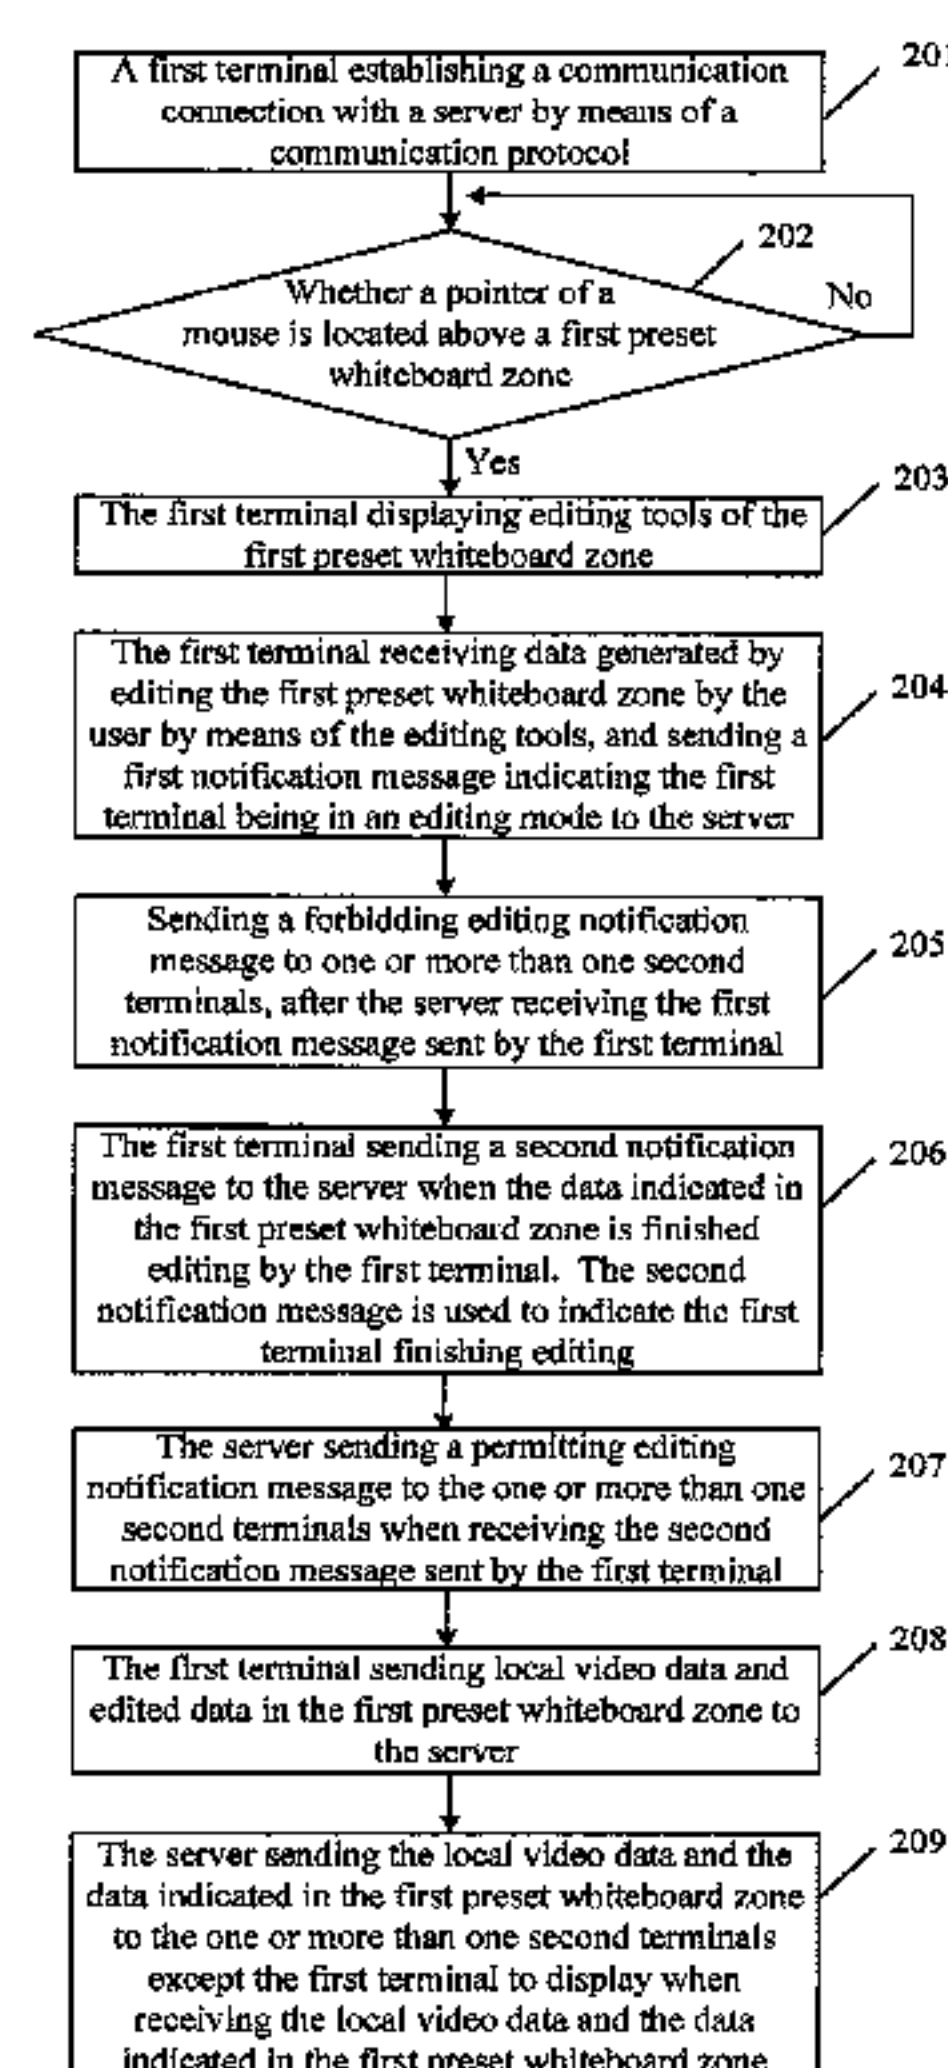 A first terminal establishing a communication
connection with a server by means of a
communication protocol
201
202
Whether a pointer of a
mouse is located above a first preset
whiteboard zone
No
Yes
203
The first terminal displaying editing tools of the
first preset whiteboard zone
The first terminal receiving data generated by
editing the first preset whiteboard zone by the
user by means of the editing tools, and sending a
first notification message indicating the first
terminal being in an editing mode to the server
204
Sending a forbidding editing notification
message to one or more than one second
terminals, after the server receiving the first
notification message sent by the first terminal
205
The first terminal sending a second notification
message to the server when the data indicated in
the first preset whiteboard zone is finished
editing by the first terminal. The second
notification message is used to indicate the first
terminal finishing editing
206
The server sending a permitting editing
notification message to the one or more than one
second terminals when receiving the second
notification message sent by the first terminal
207
208
The first terminal sending local video data and
edited data in the first preset whiteboard zone to
the server
209
The server sending the local video data and the
data indicated in the first preset whiteboard zone
to the one or more than one second terminals
except the first terminal to display when
receiving the local video data and the data
indicated in the first preset whiteboard zone